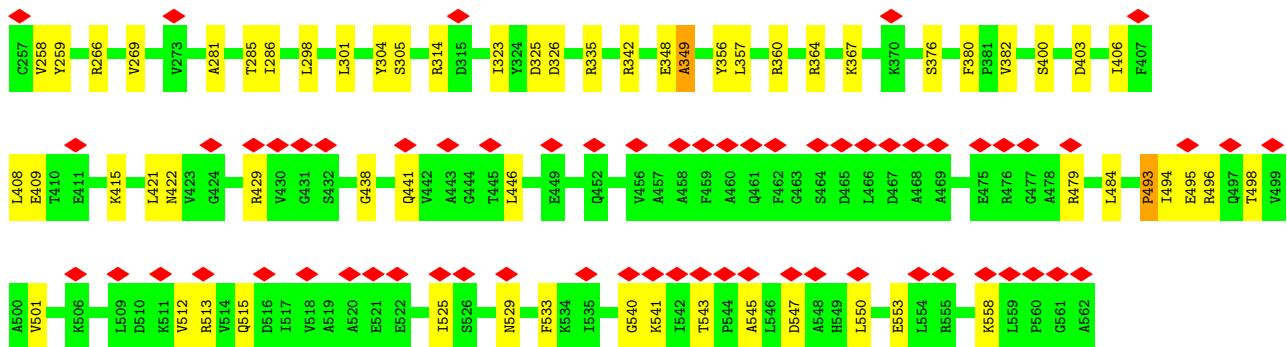 C257 V258 Y259 R266 V269 V273 A281 T285 I286 L298 L301 Y304 S305 R314 D315 I323 Y324 D325 D326 R335 R342 E348 A349 Y356 L357 R360 R364 K367 K370 S376 F380 P381 V382 S400 D403 I406 F407
L408 E409 T410 E411 K415 L421 N422 V423 G424 R429 V430 G431 S432 G438 Q441 V442 A443 G444 T445 L446 E449 Q452 V456 A457 A458 F459 A460 Q461 F462 G463 S464 D465 L466 D467 A468 A469 E475 R476 G477 A478 R479 L484 P493 I494 E495 R496 Q497 T498 V499
A500 V501 K506 L509 D510 K511 V512 R513 V514 Q515 D516 I517 V518 A519 A520 E521 E522 I525 S526 N529 F533 K534 I535 G540 K541 I542 T543 P544 A545 L546 D547 A548 H549 L550 E553 L554 R555 K558 L559 P560 G561 A562